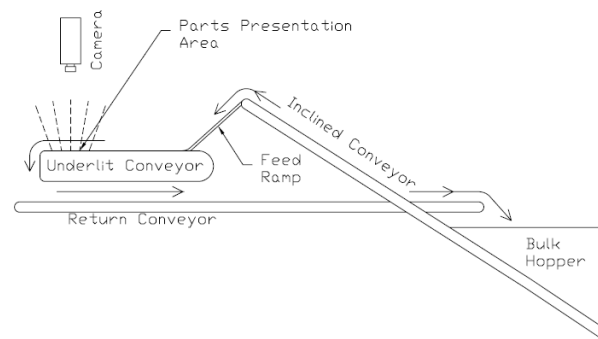 Camera
Parts Presentation
Area
Inclined Conveyor
Underlit Conveyor
Feed
Ramp
Return Conveyor
Bulk
Hopper